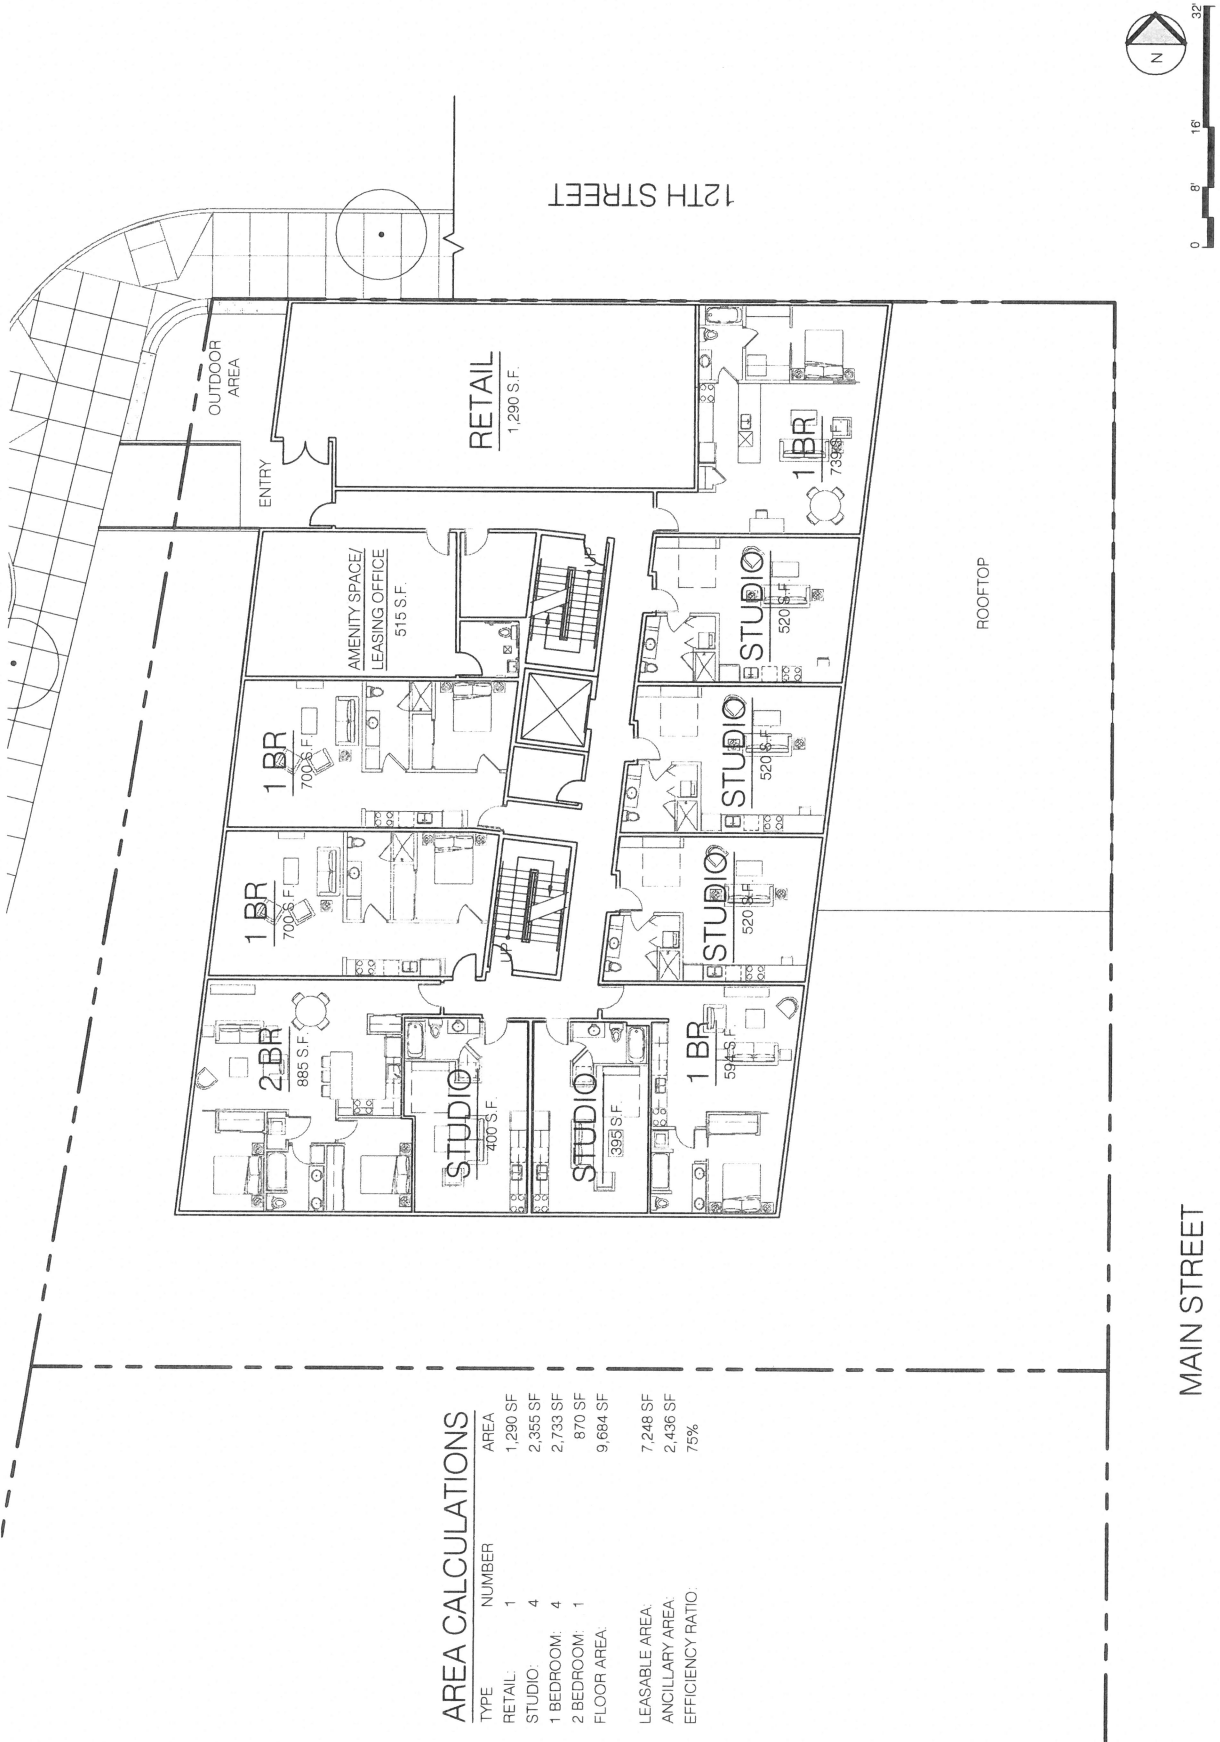 OUTDOOR
AREA
ENTRY
RETAIL
1,290 S.F.
12TH STREET
AMENITY SPACE/
LEASING OFFICE
515 S.F.
UP
1 BR
739 S.F.
STUDIO
520 S.F.
STUDIO
520 S.F.
STUDIO
520 S.F.
1 BR
700 S.F.
1 BR
700 S.F.
UP
2 BR
885 S.F.
STUDIO
400 S.F.
STUDIO
395 S.F.
1 BR
594 S.F.
ROOFTOP
MAIN STREET
N
0 8' 16' 32'
AREA CALCULATIONS
TYPE NUMBER AREA
RETAIL: 1 1,290 SF
STUDIO: 4 2,355 SF
1 BEDROOM: 4 2,733 SF
2 BEDROOM: 1 870 SF
FLOOR AREA: 9,684 SF
LEASABLE AREA: 7,248 SF
ANCILLARY AREA: 2,436 SF
EFFICIENCY RATIO: 75%